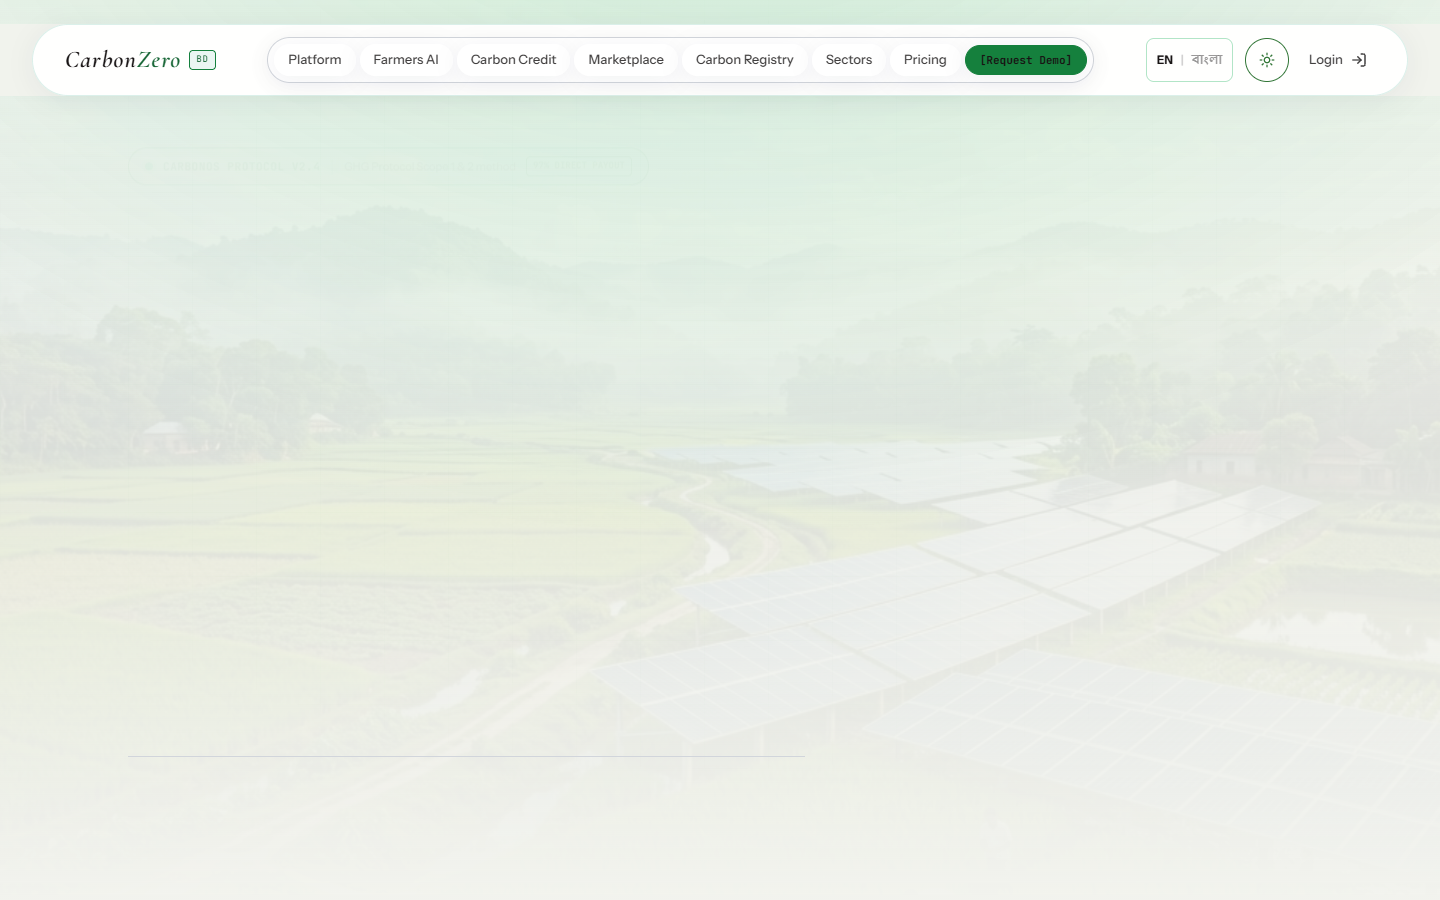 CarbonZero BD
Platform Farmers AI Carbon Credit Marketplace Carbon Registry Sectors Pricing [Request Demo]
EN | বাংলা
Login